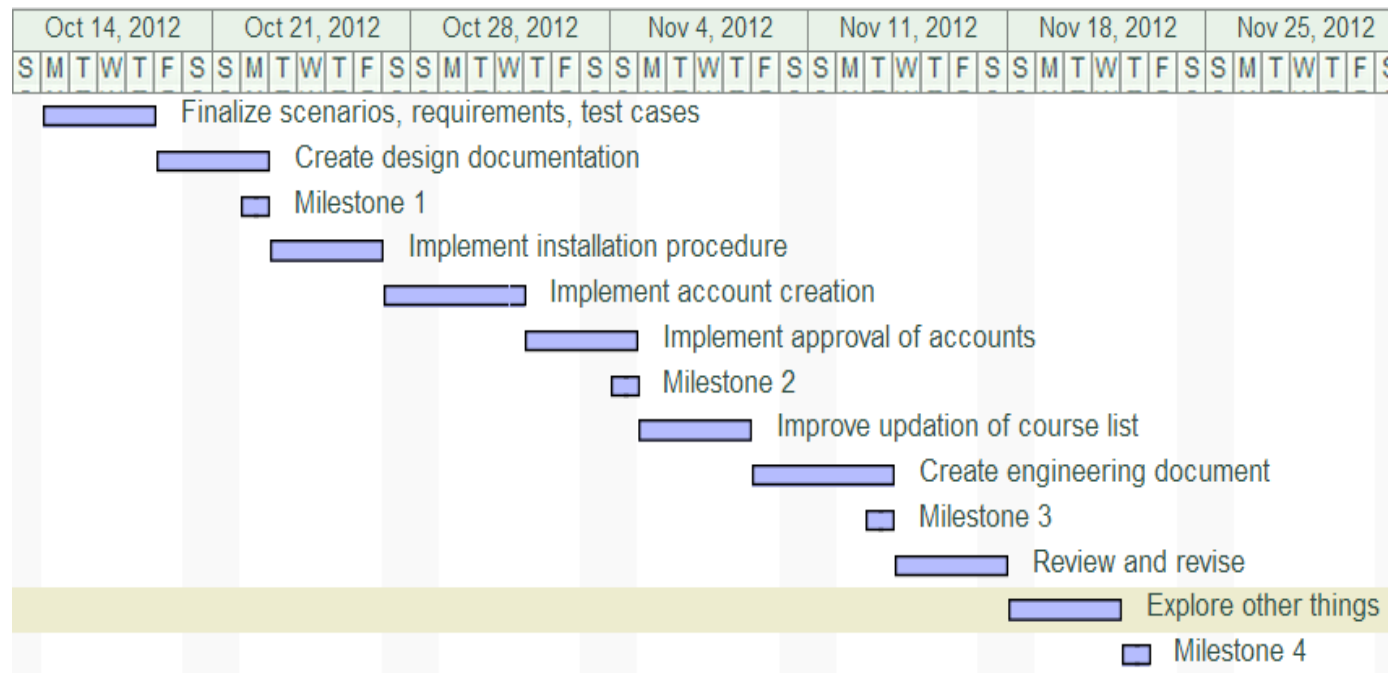 Oct 14, 2012 Oct 21, 2012 Oct 28, 2012 Nov 4, 2012 Nov 11, 2012 Nov 18, 2012 Nov 25, 2012
S M T W T F S S M T W T F S S M T W T F S S M T W T F S S M T W T F S S M T W T F S S M T W T F S
Finalize scenarios, requirements, test cases
Create design documentation
Milestone 1
Implement installation procedure
Implement account creation
Implement approval of accounts
Milestone 2
Improve updation of course list
Create engineering document
Milestone 3
Review and revise
Explore other things
Milestone 4